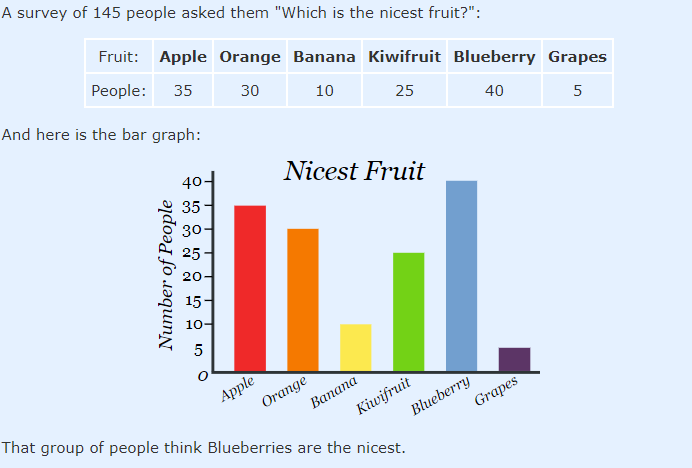 A survey of 145 people asked them "Which is the nicest fruit?":
Fruit: Apple Orange Banana Kiwifruit Blueberry Grapes
People: 35 30 10 25 40 5
And here is the bar graph:
Nicest Fruit
Number of People
40
35
30
25
20
15
10
5
0
Apple Orange Banana Kiwifruit Blueberry Grapes
That group of people think Blueberries are the nicest.